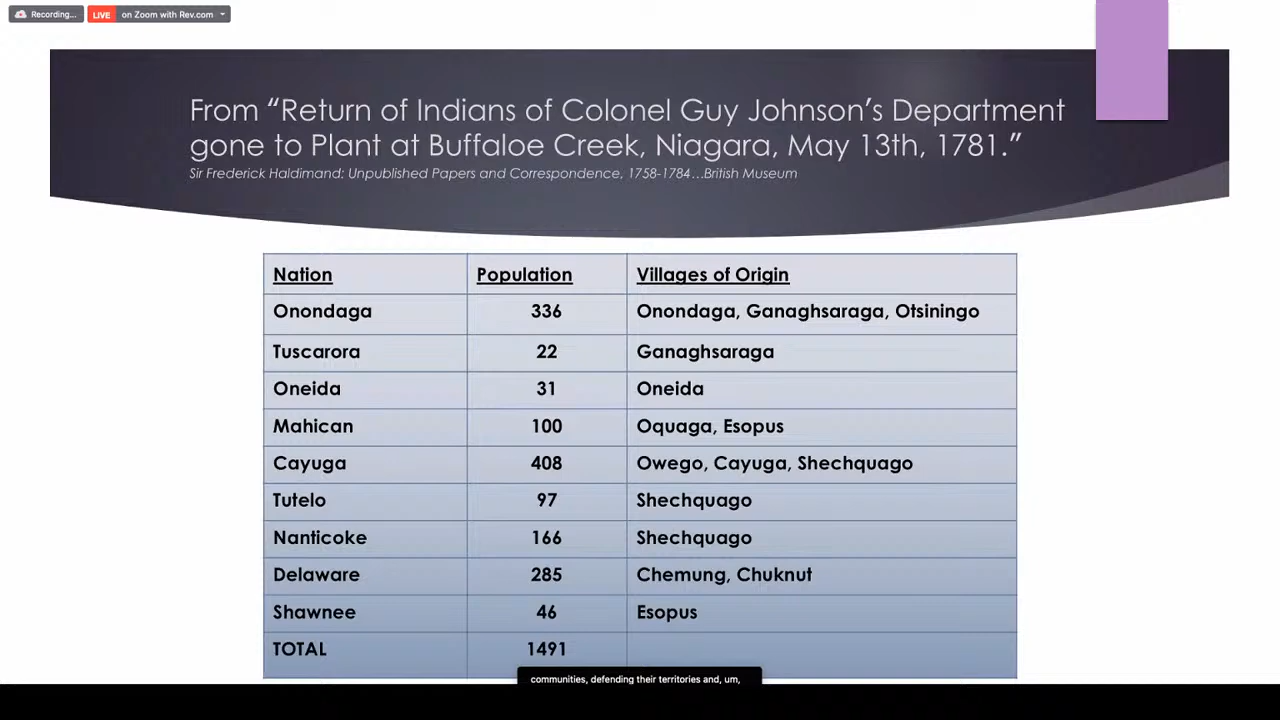 Recording...
LIVE on Zoom with Rev.com
From “Return of Indians of Colonel Guy Johnson’s Department
gone to Plant at Buffaloe Creek, Niagara, May 13th, 1781.”
Sir Frederick Haldimand: Unpublished Papers and Correspondence, 1758-1784…British Museum
Nation Population Villages of Origin
Onondaga 336 Onondaga, Ganaghsaraga, Otsiningo
Tuscarora 22 Ganaghsaraga
Oneida 31 Oneida
Mahican 100 Oquaga, Esopus
Cayuga 408 Owego, Cayuga, Shechquago
Tutelo 97 Shechquago
Nanticoke 166 Shechquago
Delaware 285 Chemung, Chuknut
Shawnee 46 Esopus
TOTAL 1491
communities, defending their territories and, um,